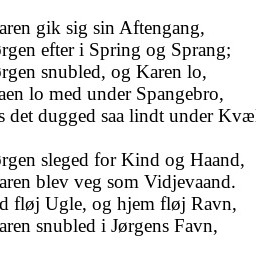 aren gik sig sin Aftengang,
ørgen efter i Spring og Sprang;
ørgen snubled, og Karen lo,
aen lo med under Spangebro,
s det dugged saa lindt under Kvæ
ørgen sleged for Kind og Haand,
aren blev veg som Vidjevaand.
d fløj Ugle, og hjem fløj Ravn,
aren snubled i Jørgens Favn,